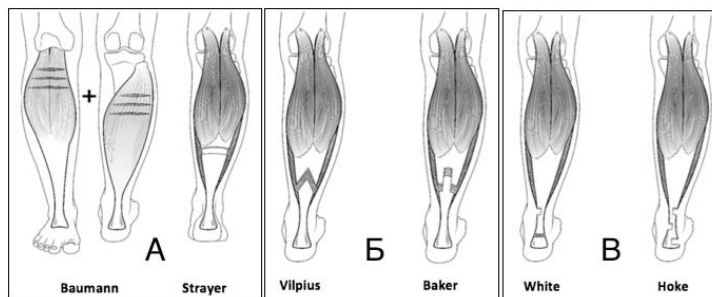 +
А
Baumann
Strayer
Б
Vilpius
Baker
В
White
Hoke